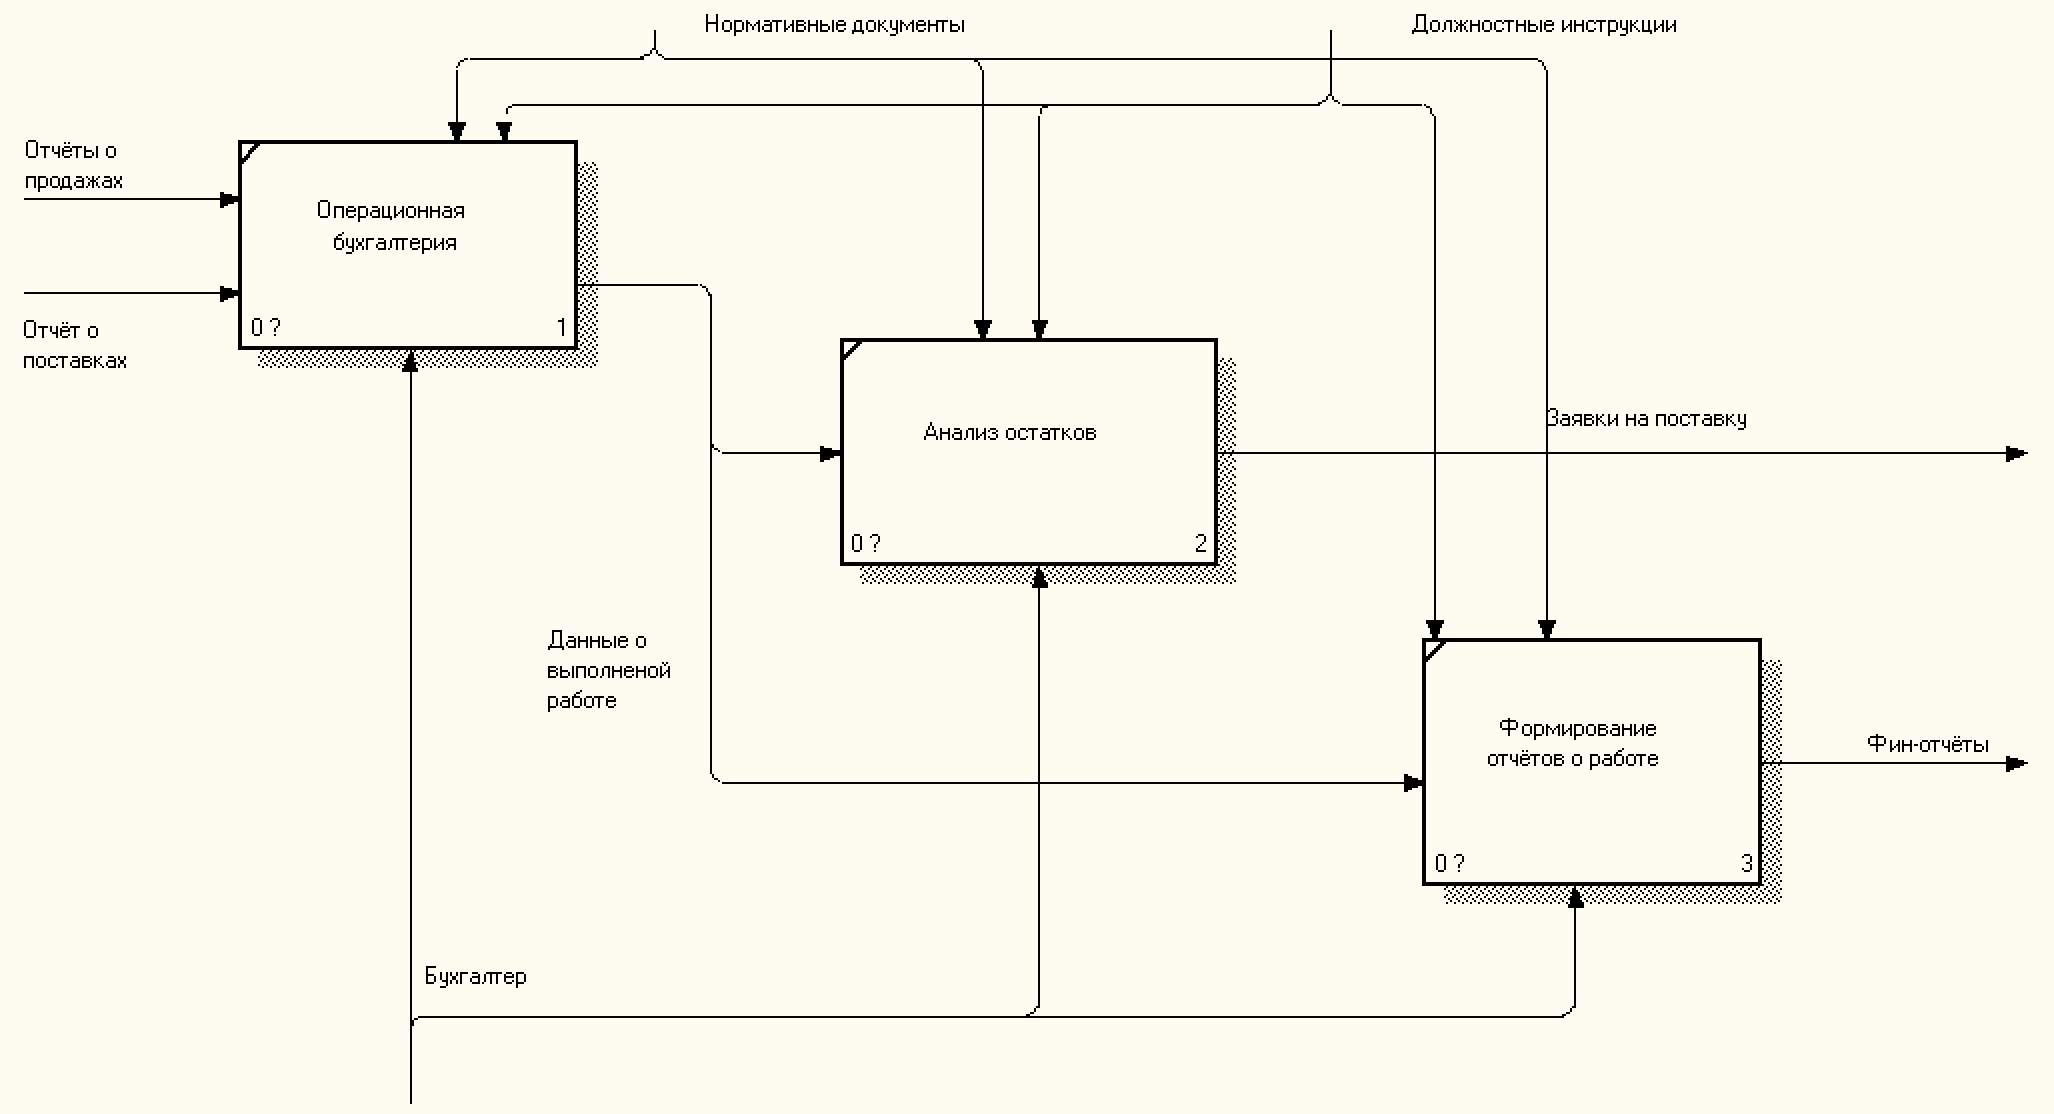 Нормативные документы
Должностные инструкции
Отчёты о
продажах
Операционная
бухгалтерия
0 ?
1
Отчёт о
поставках
Анализ остатков
0 ?
2
Заявки на поставку
Данные о
выполненой
работе
Формирование
отчётов о работе
0 ?
3
Фин-отчёты
Бухгалтер